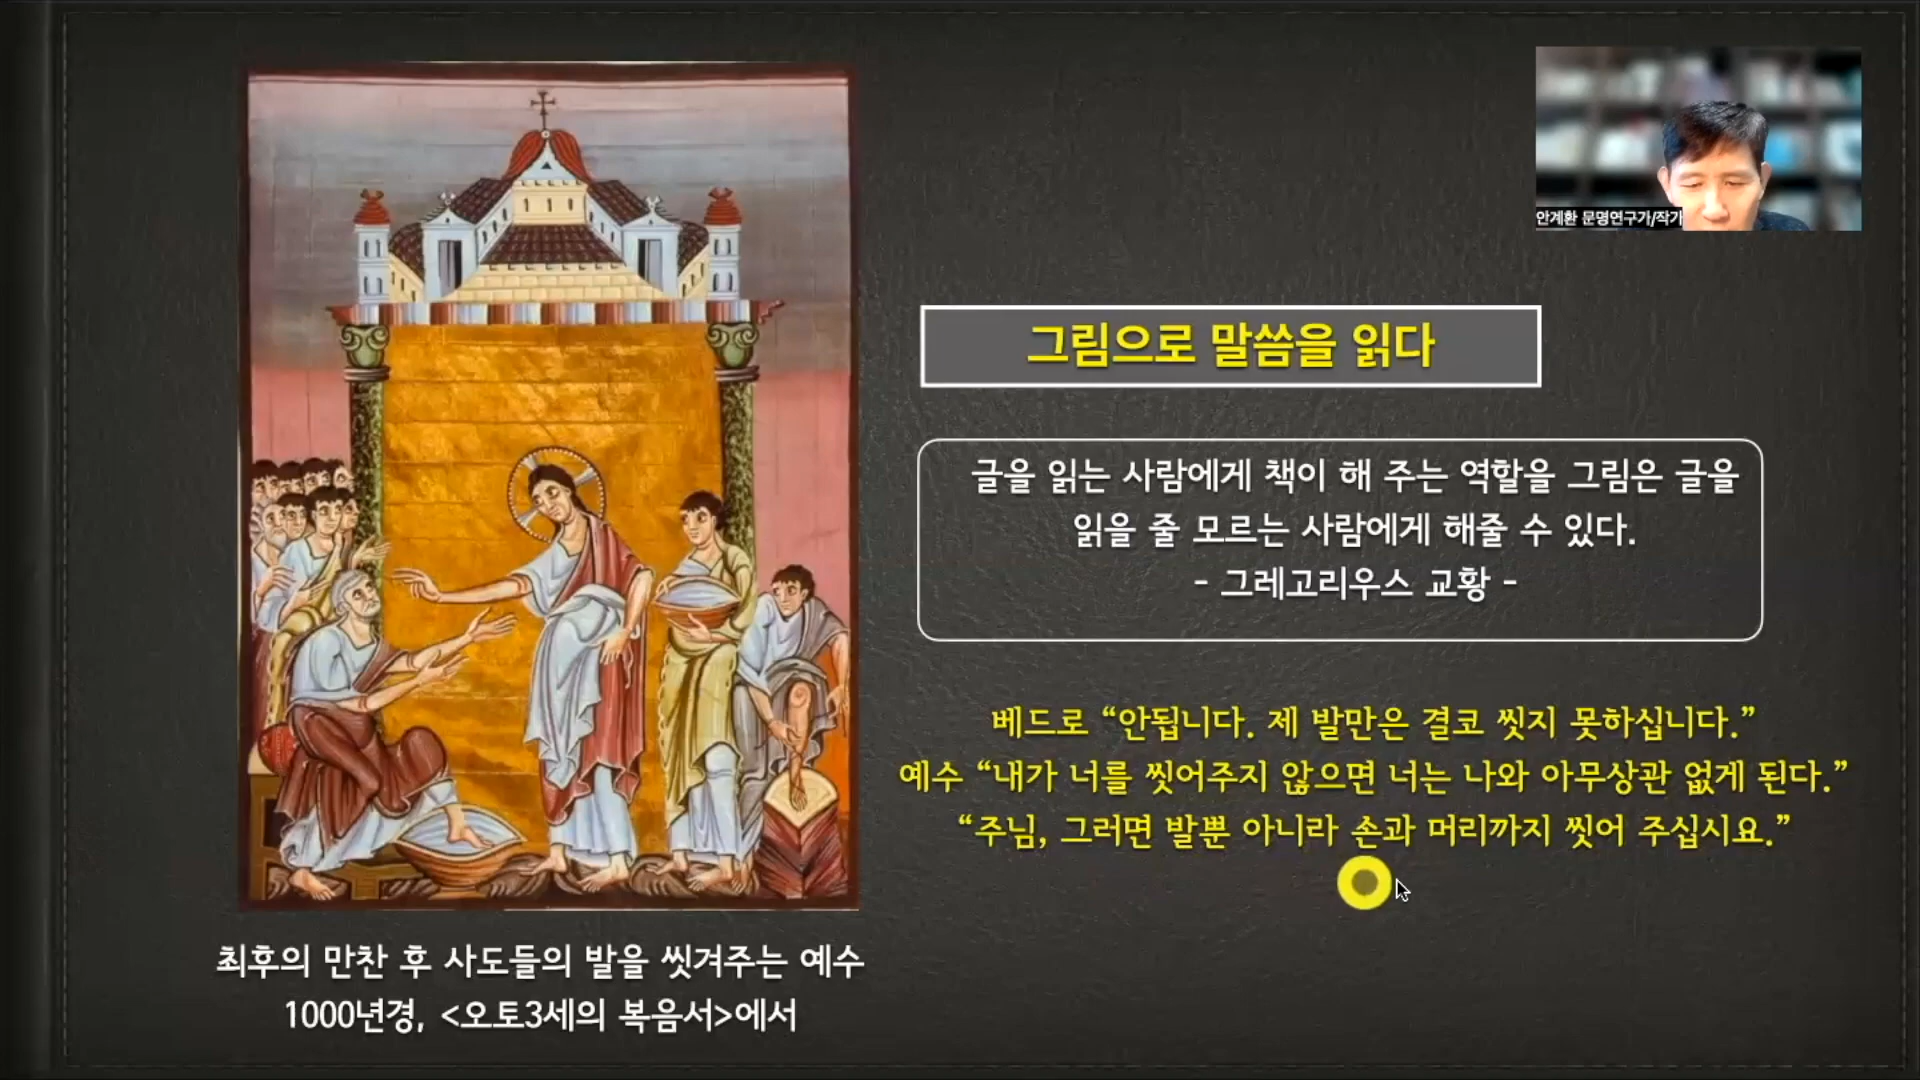 안계환 문명연구가/작가
그림으로 말씀을 읽다
글을 읽는 사람에게 책이 해 주는 역할을 그림은 글을
읽을 줄 모르는 사람에게 해줄 수 있다.
- 그레고리우스 교황 -
베드로 “안됩니다. 제 발만은 결코 씻지 못하십니다.”
예수 “내가 너를 씻어주지 않으면 너는 나와 아무상관 없게 된다.”
“주님, 그러면 발뿐 아니라 손과 머리까지 씻어 주십시요.”
최후의 만찬 후 사도들의 발을 씻겨주는 예수
1000년경, <오토3세의 복음서>에서